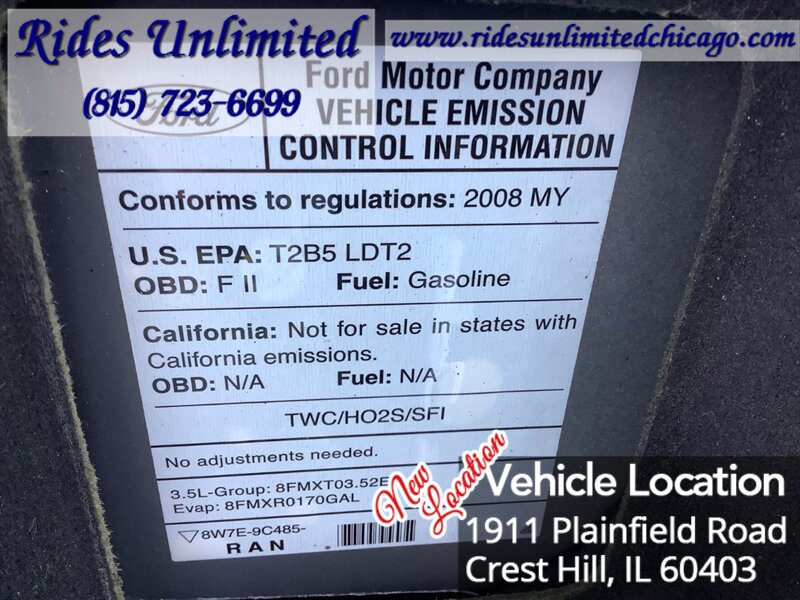 Rides Unlimited
www.ridesunlimitedchicago.com
(815) 723-6699
Ford
Ford Motor Company
VEHICLE EMISSION
CONTROL INFORMATION
Conforms to regulations: 2008 MY
U.S. EPA: T2B5 LDT2
OBD: F II Fuel: Gasoline
California: Not for sale in states with
California emissions.
OBD: N/A Fuel: N/A
TWC/HO2S/SFI
No adjustments needed.
3.5L-Group: 8FMXT03.52E
Evap: 8FMXR0170GAL
8W7E-9C485-
RAN
New
Location
Vehicle Location
1911 Plainfield Road
Crest Hill, IL 60403